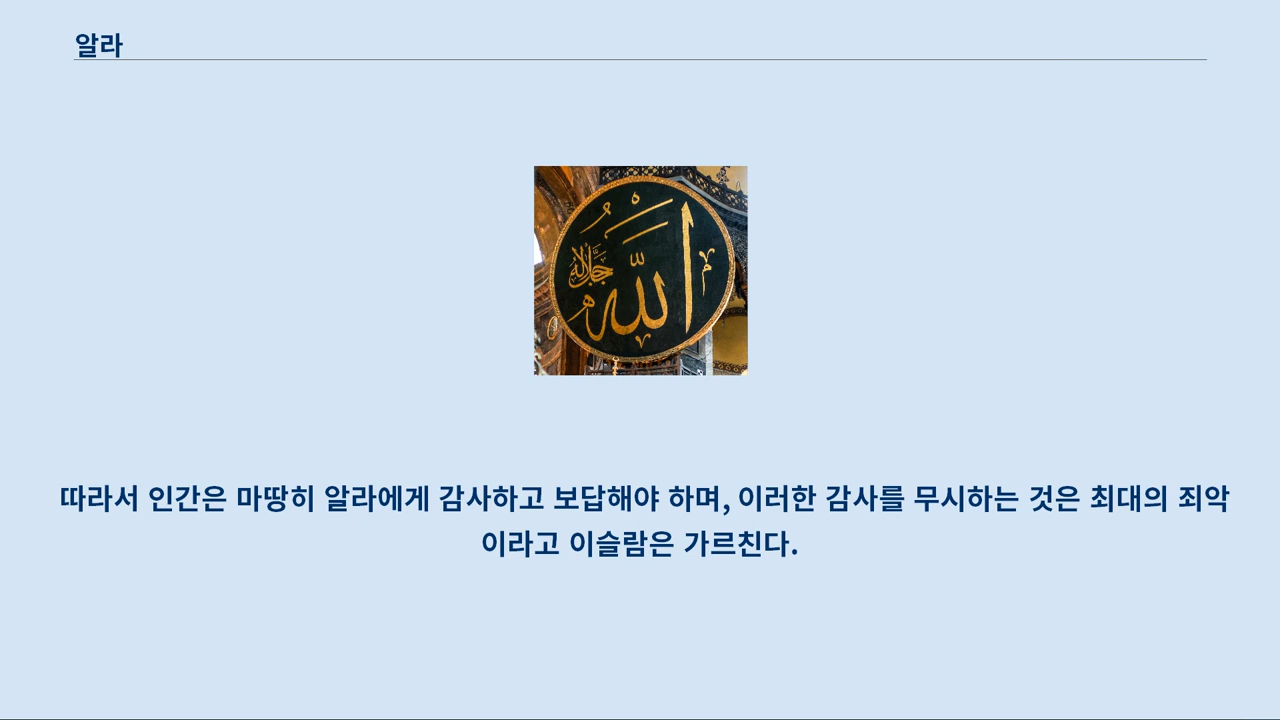 알라
الله
جل جلاله
따라서 인간은 마땅히 알라에게 감사하고 보답해야 하며, 이러한 감사를 무시하는 것은 최대의 죄악
이라고 이슬람은 가르친다.